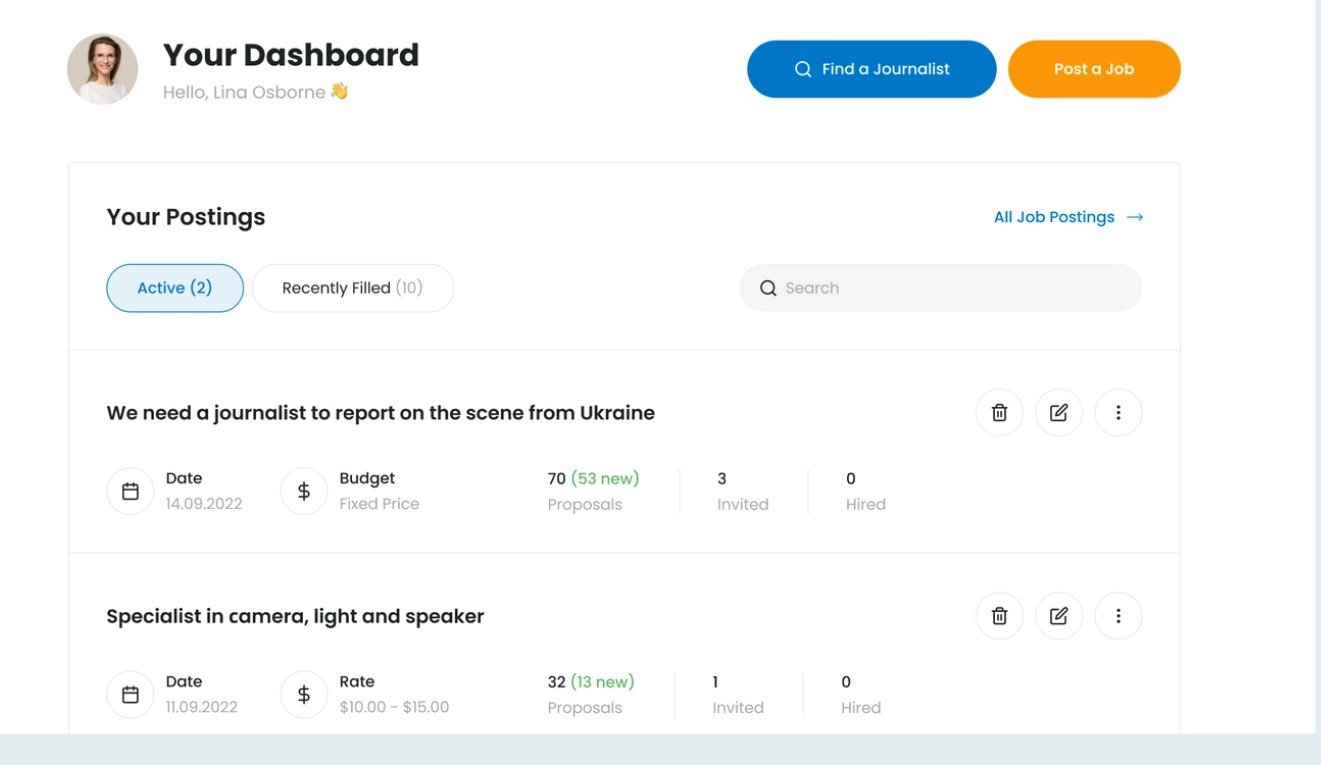 Your Dashboard
Hello, Lina Osborne 👋
Find a Journalist
Post a Job
Your Postings
All Job Postings →
Active (2)
Recently Filled (10)
Search
We need a journalist to report on the scene from Ukraine
Date
14.09.2022
Budget
Fixed Price
70 (53 new)
Proposals
3
Invited
0
Hired
Specialist in camera, light and speaker
Date
11.09.2022
Rate
$10.00 - $15.00
32 (13 new)
Proposals
1
Invited
0
Hired